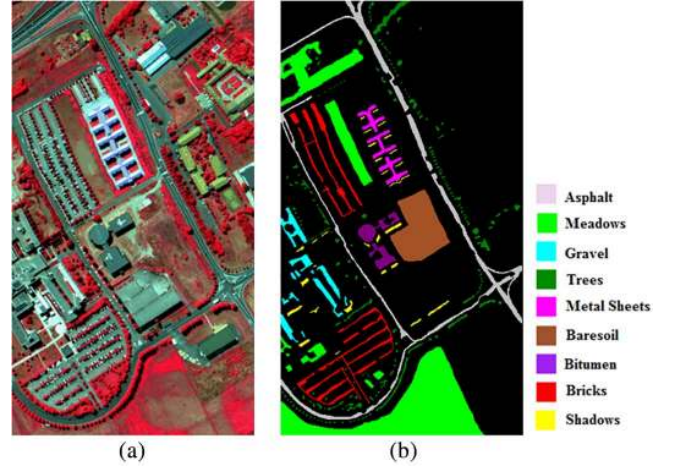 Asphalt
Meadows
Gravel
Trees
Metal Sheets
Baresoil
Bitumen
Bricks
Shadows
(a)
(b)